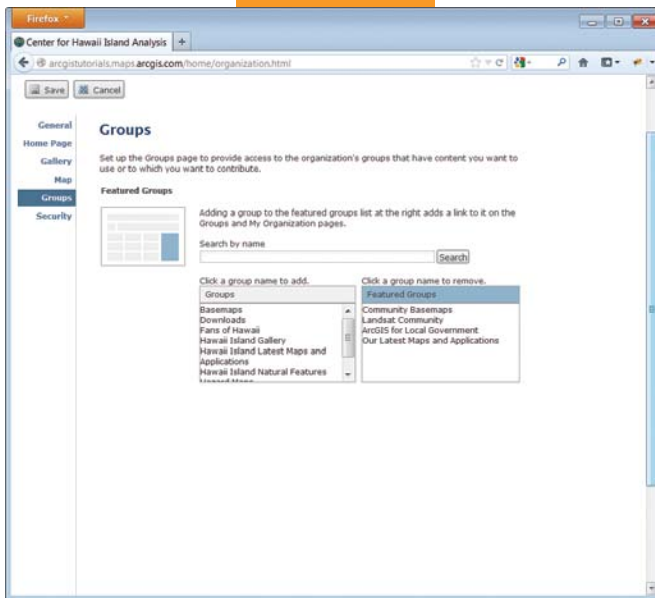 Firefox
Center for Hawaii Island Analysis
+
arcgistutorials.maps.arcgis.com/home/organization.html
Save
Cancel
General
Home Page
Gallery
Map
Groups
Security
Groups
Set up the Groups page to provide access to the organization's groups that have content you want to
use or to which you want to contribute.
Featured Groups
Adding a group to the featured groups list at the right adds a link to it on the
Groups and My Organization pages.
Search by name
Search
Click a group name to add.
Groups
Basemaps
Downloads
Fans of Hawaii
Hawaii Island Gallery
Hawaii Island Latest Maps and
Applications
Hawaii Island Natural Features
Hazard Maps
Click a group name to remove.
Featured Groups
Community Basemaps
Landsat Community
ArcGIS for Local Government
Our Latest Maps and Applications